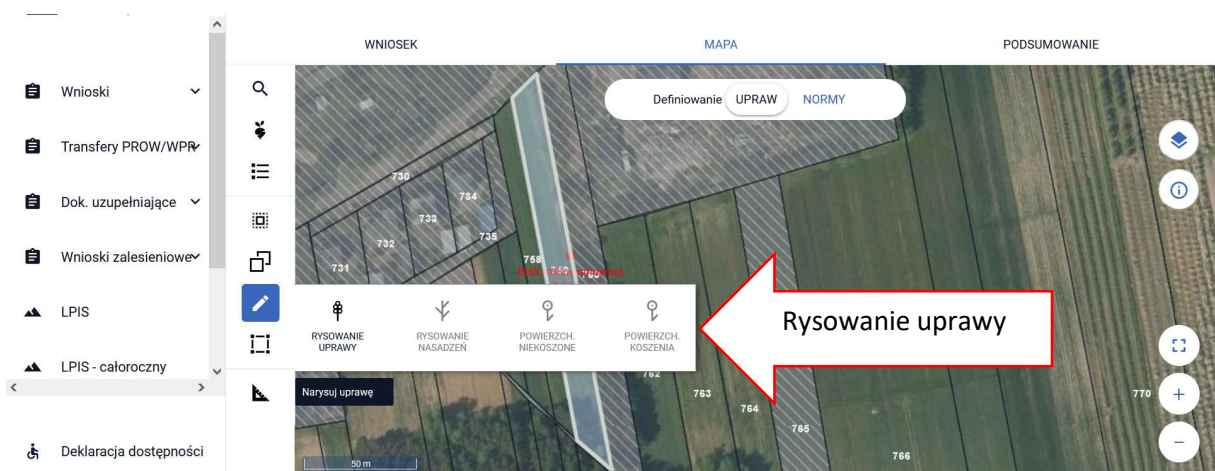 WNIOSEK
MAPA
PODSUMOWANIE
Wnioski
Transfery PROW/WPR
Dok. uzupełniające
Wnioski zalesieniowe
LPIS
LPIS - całoroczny
Deklaracja dostępności
Definiowanie UPRAW NORMY
730
734
733
735
732
731
758
RYSOWANIE
UPRAWY
RYSOWANIE
NASADZEŃ
POWIERZCH.
NIEKOSZONE
POWIERZCH.
KOSZENIA
Narysuj uprawę
Rysowanie uprawy
762
763
764
765
766
770
50 m